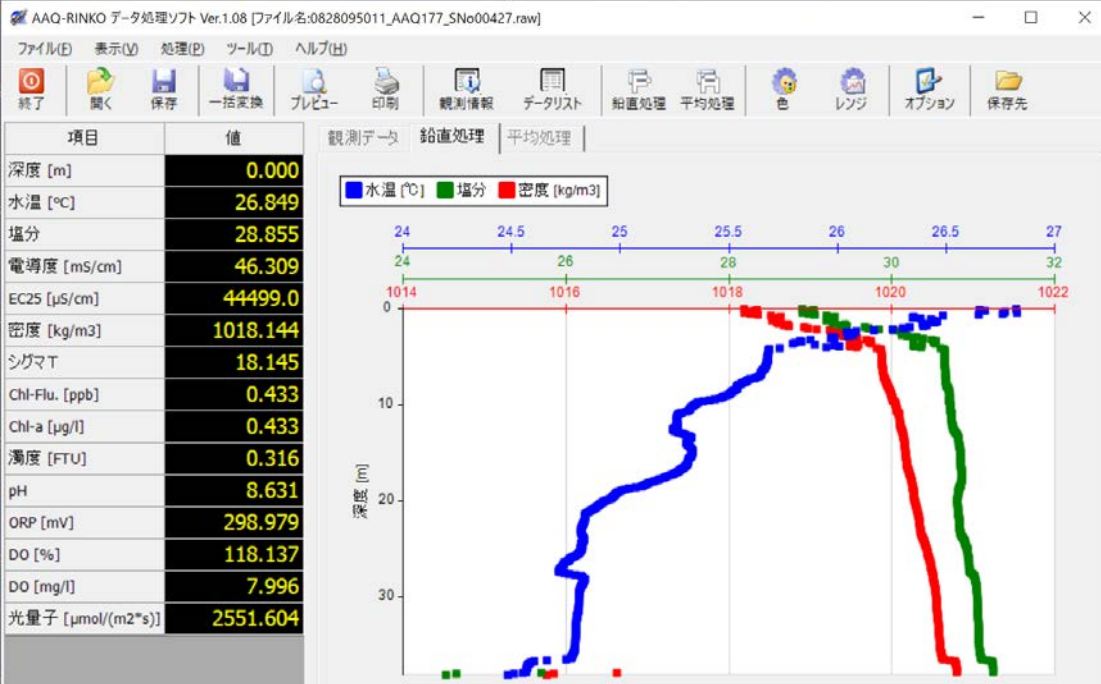 AAQ-RINKO データ処理ソフト Ver.1.08 [ファイル名:0828095011_AAQ177_SNo00427.raw]
ファイル(F) 表示(V) 処理(P) ツール(T) ヘルプ(H)
終了 開く 保存 一括変換 プレビュー 印刷 観測情報 データリスト 鉛直処理 平均処理 色 レンジ オプション 保存先
項目 値
深度 [m] 0.000
水温 [℃] 26.849
塩分 28.855
電導度 [mS/cm] 46.309
EC25 [µS/cm] 44499.0
密度 [kg/m3] 1018.144
シグマT 18.145
Chl-Flu. [ppb] 0.433
Chl-a [µg/l] 0.433
濁度 [FTU] 0.316
pH 8.631
ORP [mV] 298.979
DO [%] 118.137
DO [mg/l] 7.996
光量子 [µmol/(m2*s)] 2551.604
観測データ 鉛直処理 平均処理
水温 [℃] 塩分 密度 [kg/m3]
24 24.5 25 25.5 26 26.5 27
24 26 28 30 32
1014 1016 1018 1020 1022
0
10
深度 [m]
20
30